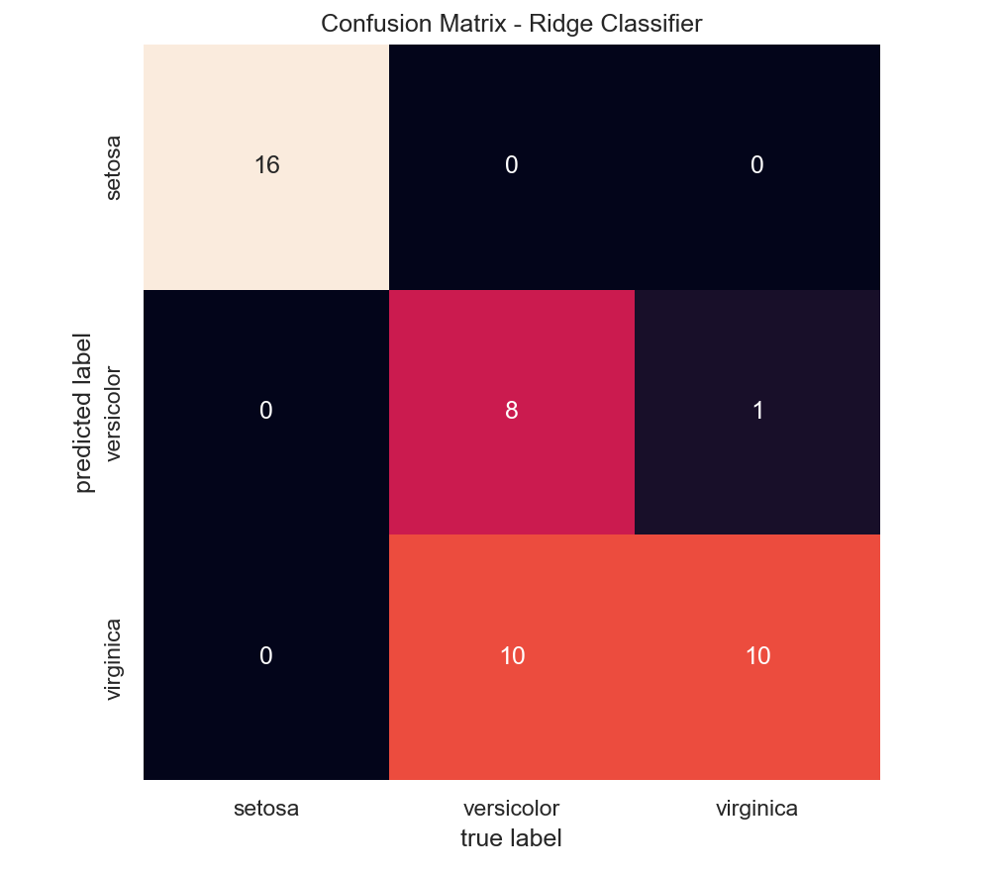 Confusion Matrix - Ridge Classifier
setosa
16
0
0
predicted label
versicolor
0
8
1
virginica
0
10
10
setosa
versicolor
virginica
true label